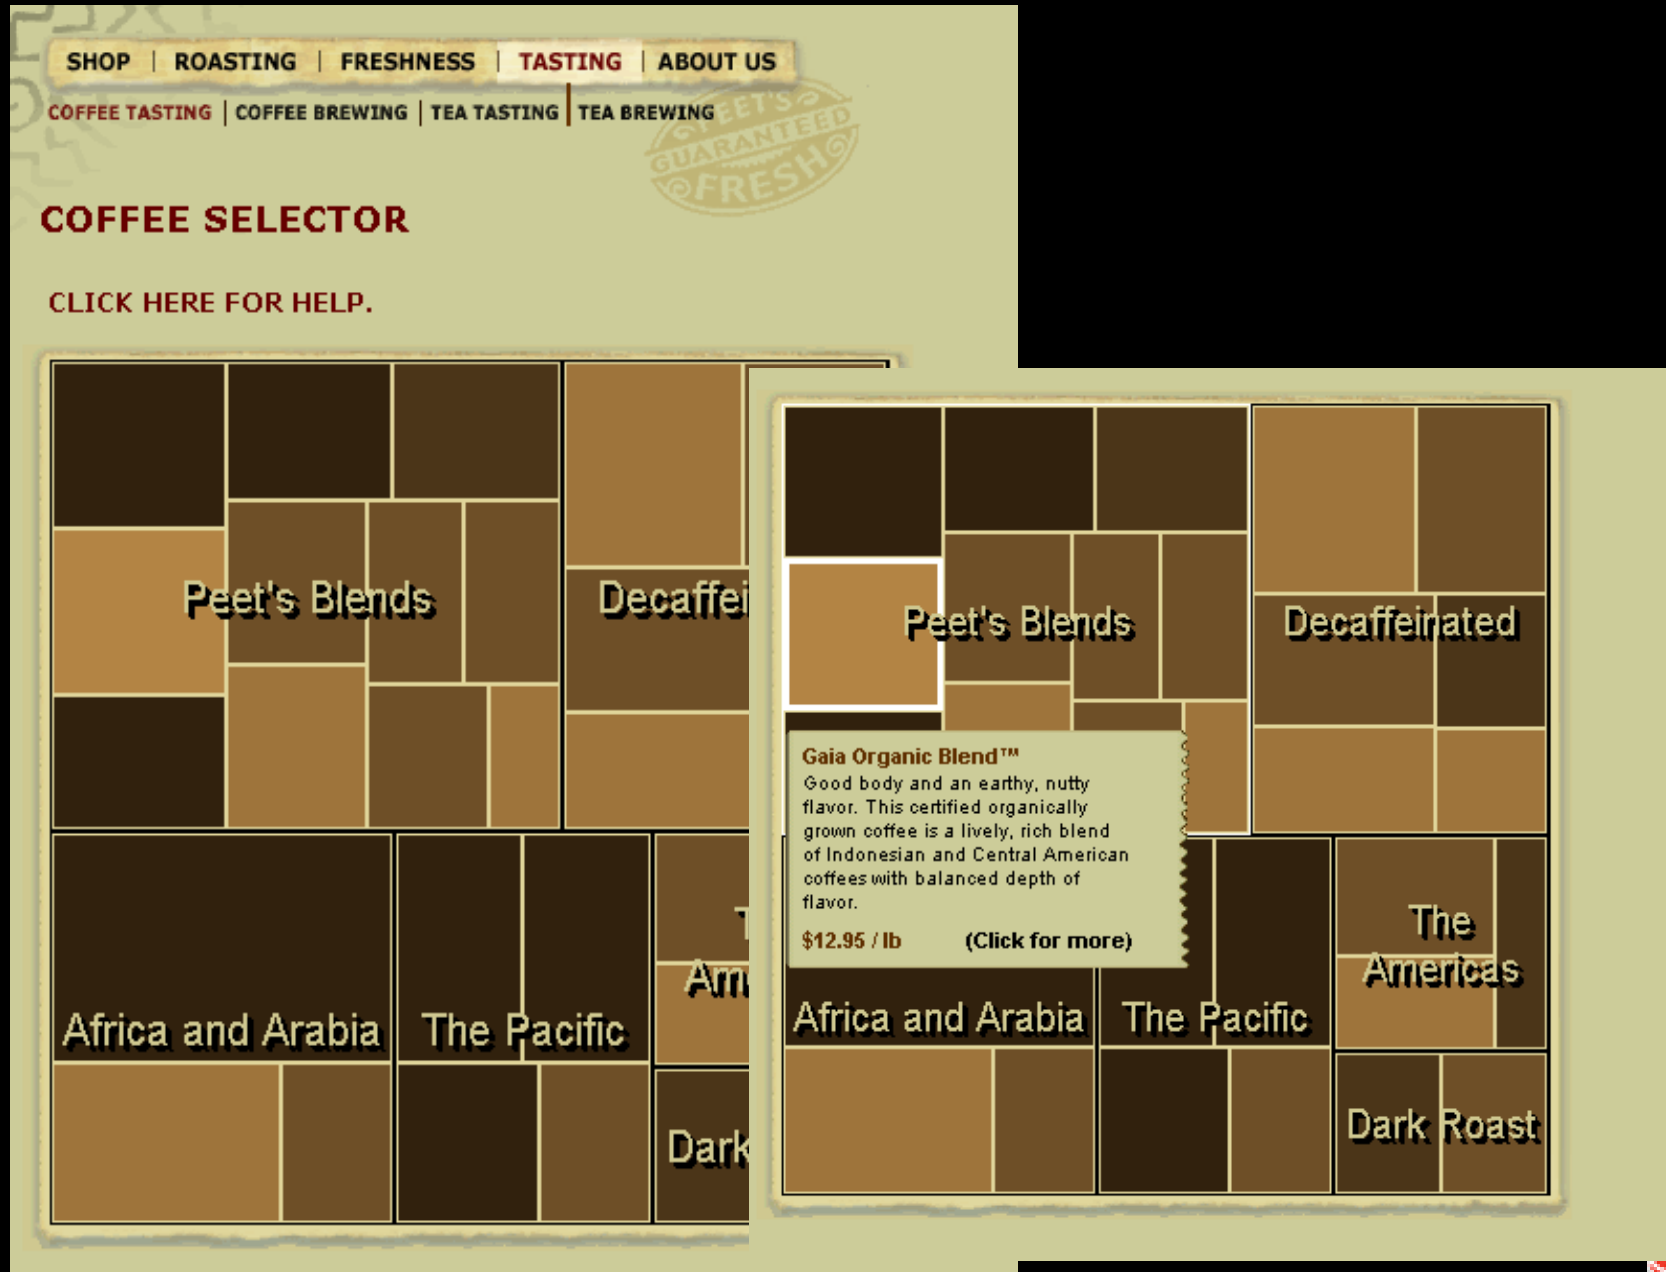 SHOP | ROASTING | FRESHNESS | TASTING | ABOUT US
COFFEE TASTING | COFFEE BREWING | TEA TASTING | TEA BREWING
PEET'S
GUARANTEED
FRESH
COFFEE SELECTOR
CLICK HERE FOR HELP.
Peet's Blends
Decaffei
Africa and Arabia
The Pacific
T
Am
Dark
Peet's Blends
Decaffeinated
Gaia Organic Blend™
Good body and an earthy, nutty
flavor. This certified organically
grown coffee is a lively, rich blend
of Indonesian and Central American
coffees with balanced depth of
flavor.
$12.95 / lb (Click for more)
Africa and Arabia
The Pacific
The
Americas
Dark Roast